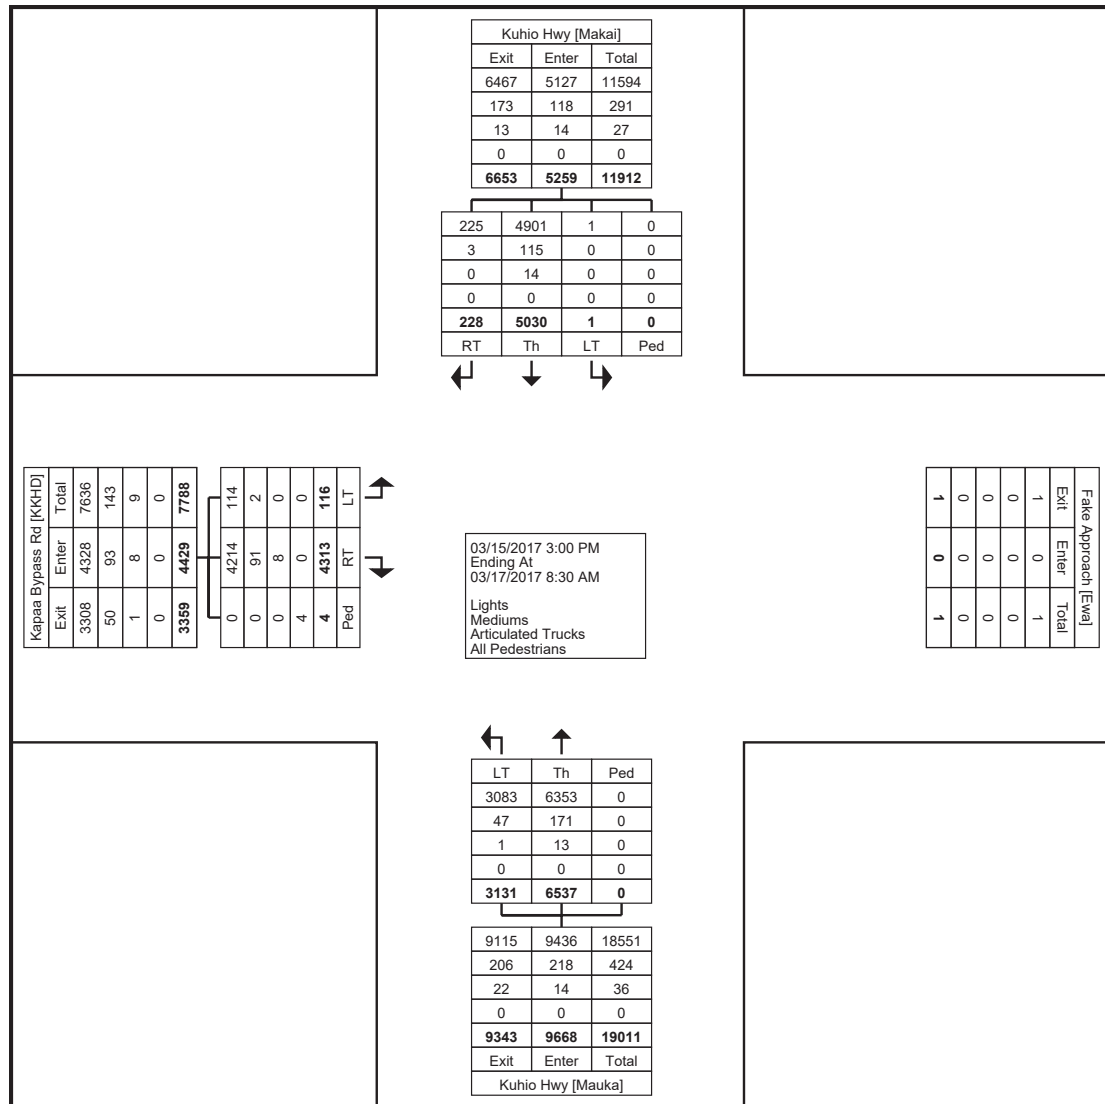 Kuhio Hwy [Makai]
Exit Enter Total
6467 5127 11594
173 118 291
13 14 27
0 0 0
6653 5259 11912
225 4901 1 0
3 115 0 0
0 14 0 0
0 0 0 0
228 5030 1 0
RT Th LT Ped
Kapaa Bypass Rd [KKHD]
Exit Enter Total
3308 4328 7636
50 93 143
1 8 9
0 0 0
3359 4429 7788
0 4214 114
0 91 2
0 8 0
4 0 0
4 4313 116
Ped RT LT
03/15/2017 3:00 PM
Ending At
03/17/2017 8:30 AM
Lights
Mediums
Articulated Trucks
All Pedestrians
Fake Approach [Ewa]
Exit Enter Total
1 0 1
0 0 0
0 0 0
0 0 0
1 0 1
LT Th Ped
3083 6353 0
47 171 0
1 13 0
0 0 0
3131 6537 0
9115 9436 18551
206 218 424
22 14 36
0 0 0
9343 9668 19011
Exit Enter Total
Kuhio Hwy [Mauka]